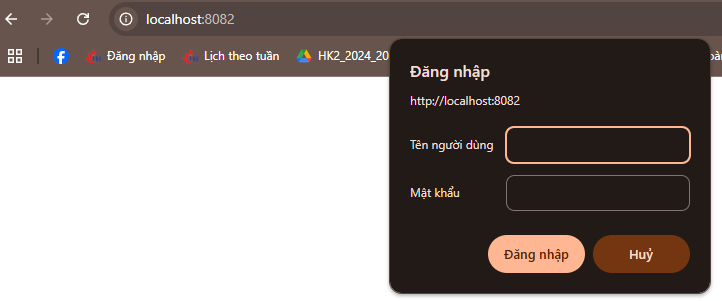 localhost:8082
Đăng nhập
Lịch theo tuần
HK2_2024_20
Đăng nhập
http://localhost:8082
Tên người dùng
Mật khẩu
Đăng nhập
Huỷ